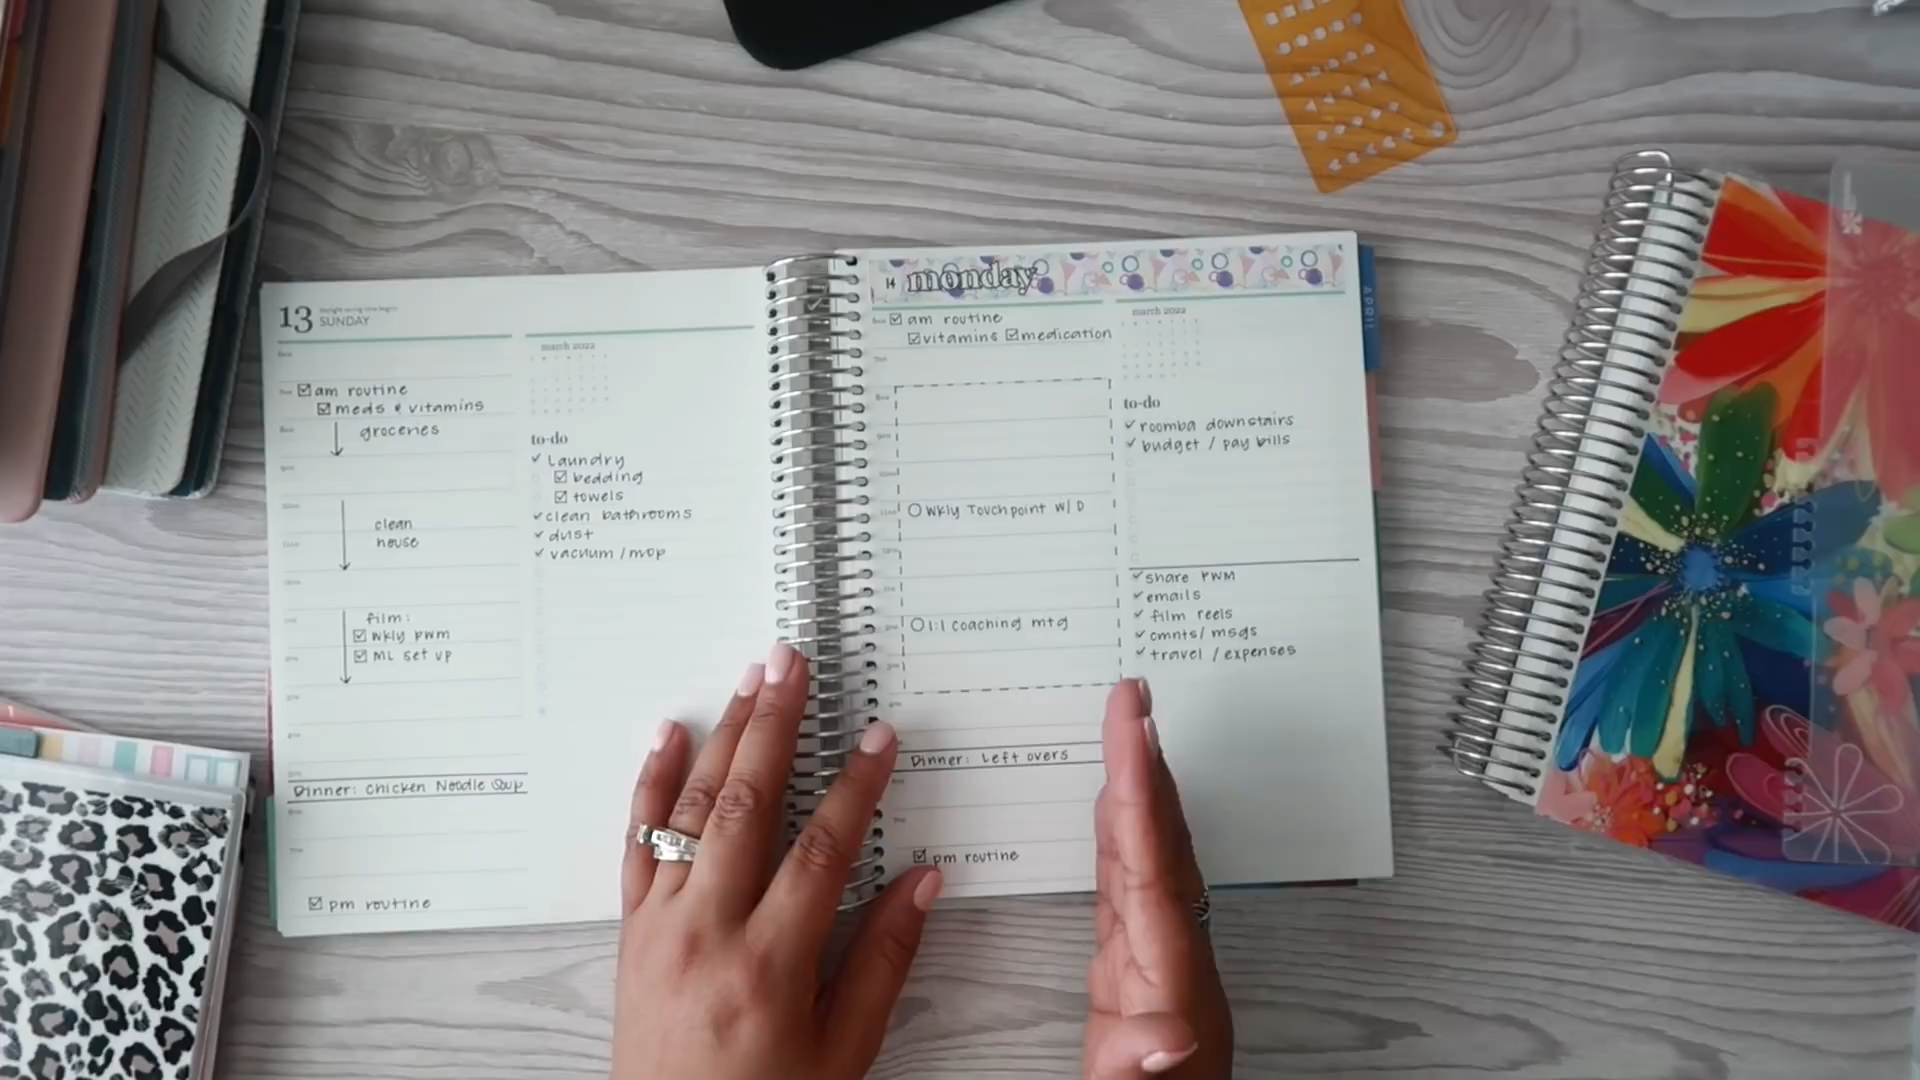 13
SUNDAY
march 2022
am routine
meds & vitamins
groceries
clean
house
film:
wkly pwm
ML set up
Dinner: Chicken Noodle Soup
pm routine
to-do
Laundry
bedding
towels
clean bathrooms
dust
vacuum / mop
14 monday
march 2022
am routine
vitamins medication
Wkly Touchpoint w/ D
1:1 coaching mtg
Dinner: Left overs
pm routine
to-do
roomba downstairs
budget / pay bills
share PWM
emails
film reels
cmnts/ msgs
travel / expenses
APRIL